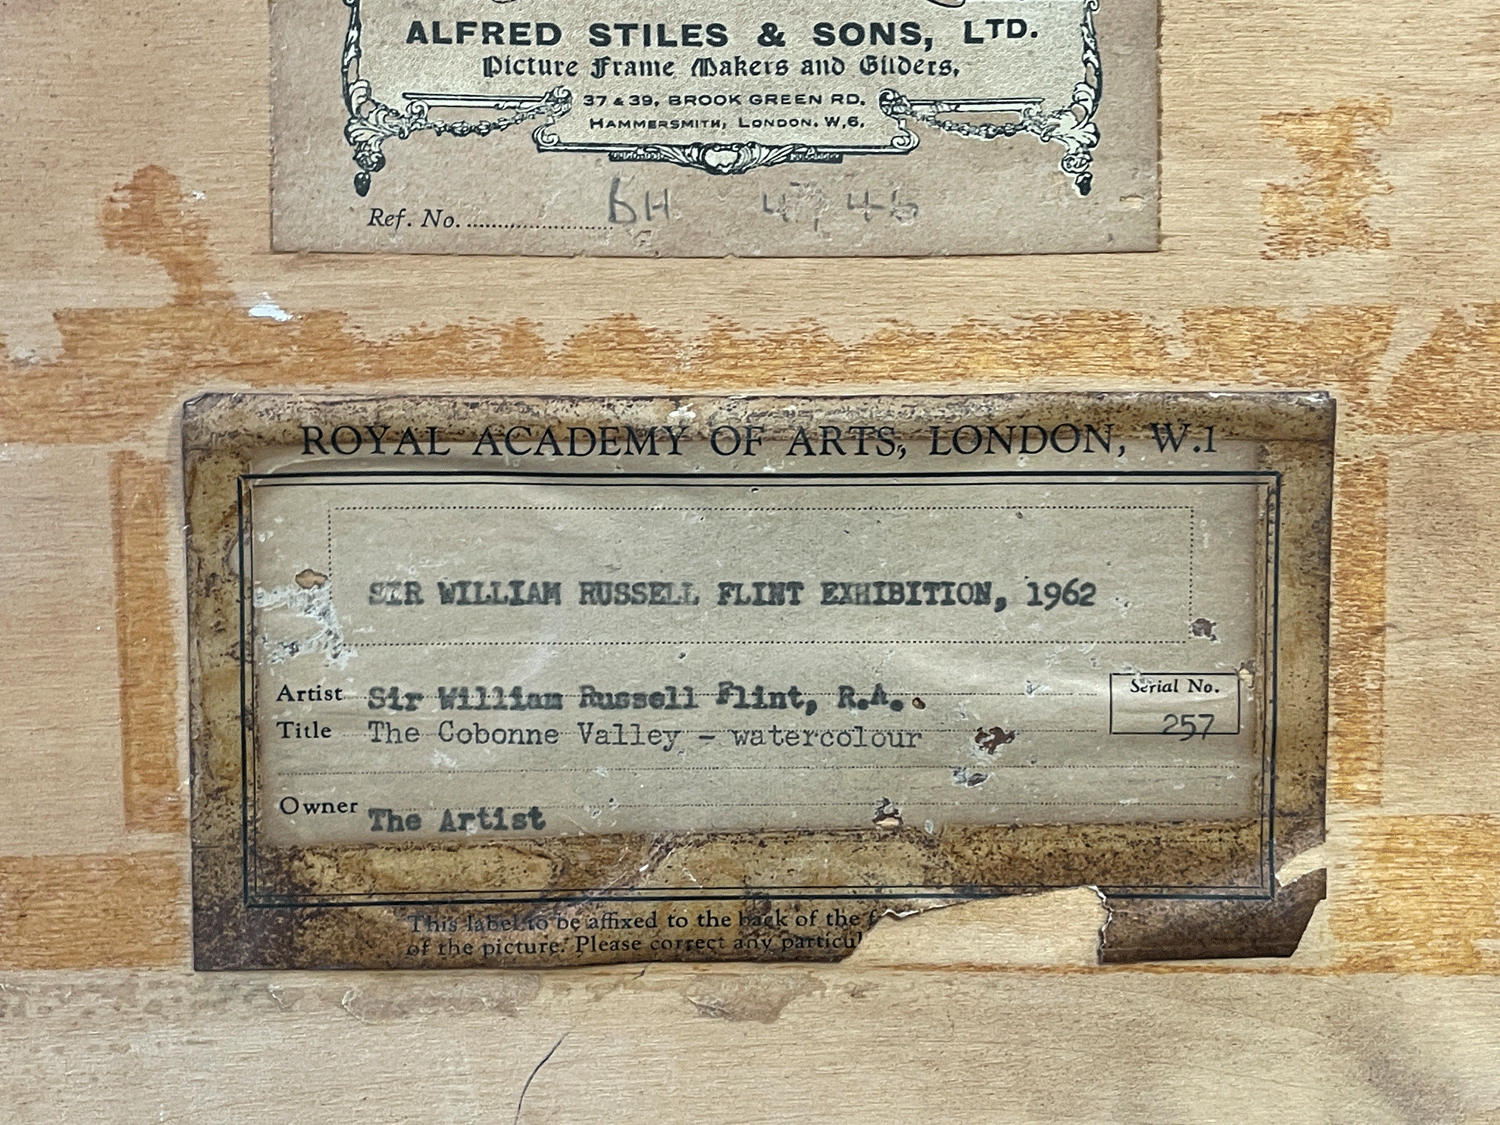 ALFRED STILES & SONS, LTD.
Picture Frame Makers and Gilders,
37 & 39, BROOK GREEN RD.
HAMMERSMITH, LONDON. W,6.
Ref. No. BH 4746
ROYAL ACADEMY OF ARTS, LONDON, W.1
SIR WILLIAM RUSSELL FLINT EXHIBITION, 1962
Artist Sir William Russell Flint, R.A.
Serial No.
257
Title The Cobonne Valley - watercolour
Owner The Artist
This label to be affixed to the back of the f
of the picture. Please correct any particul